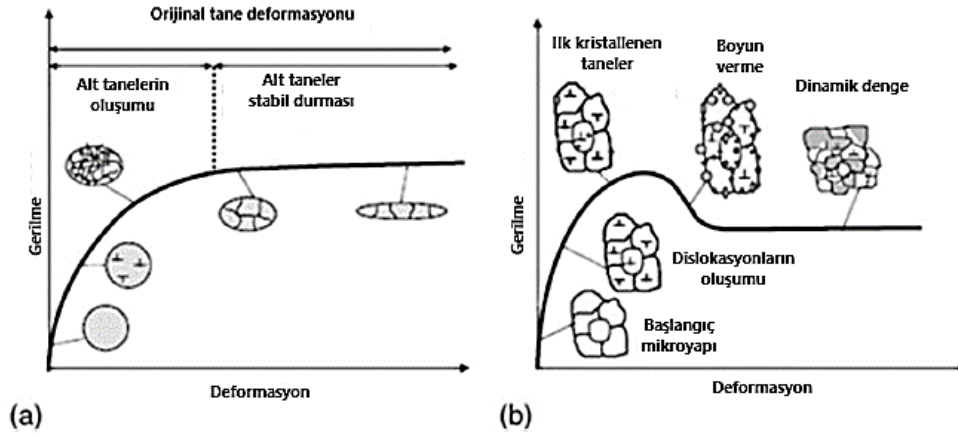 Orijinal tane deformasyonu
Alt tanelerin
oluşumu
Alt taneler
stabil durması
Gerilme
Deformasyon
(a)
Ilk kristallenen
taneler
Boyun
verme
Dinamik denge
Gerilme
Dislokasyonların
oluşumu
Başlangıç
mikroyapı
Deformasyon
(b)